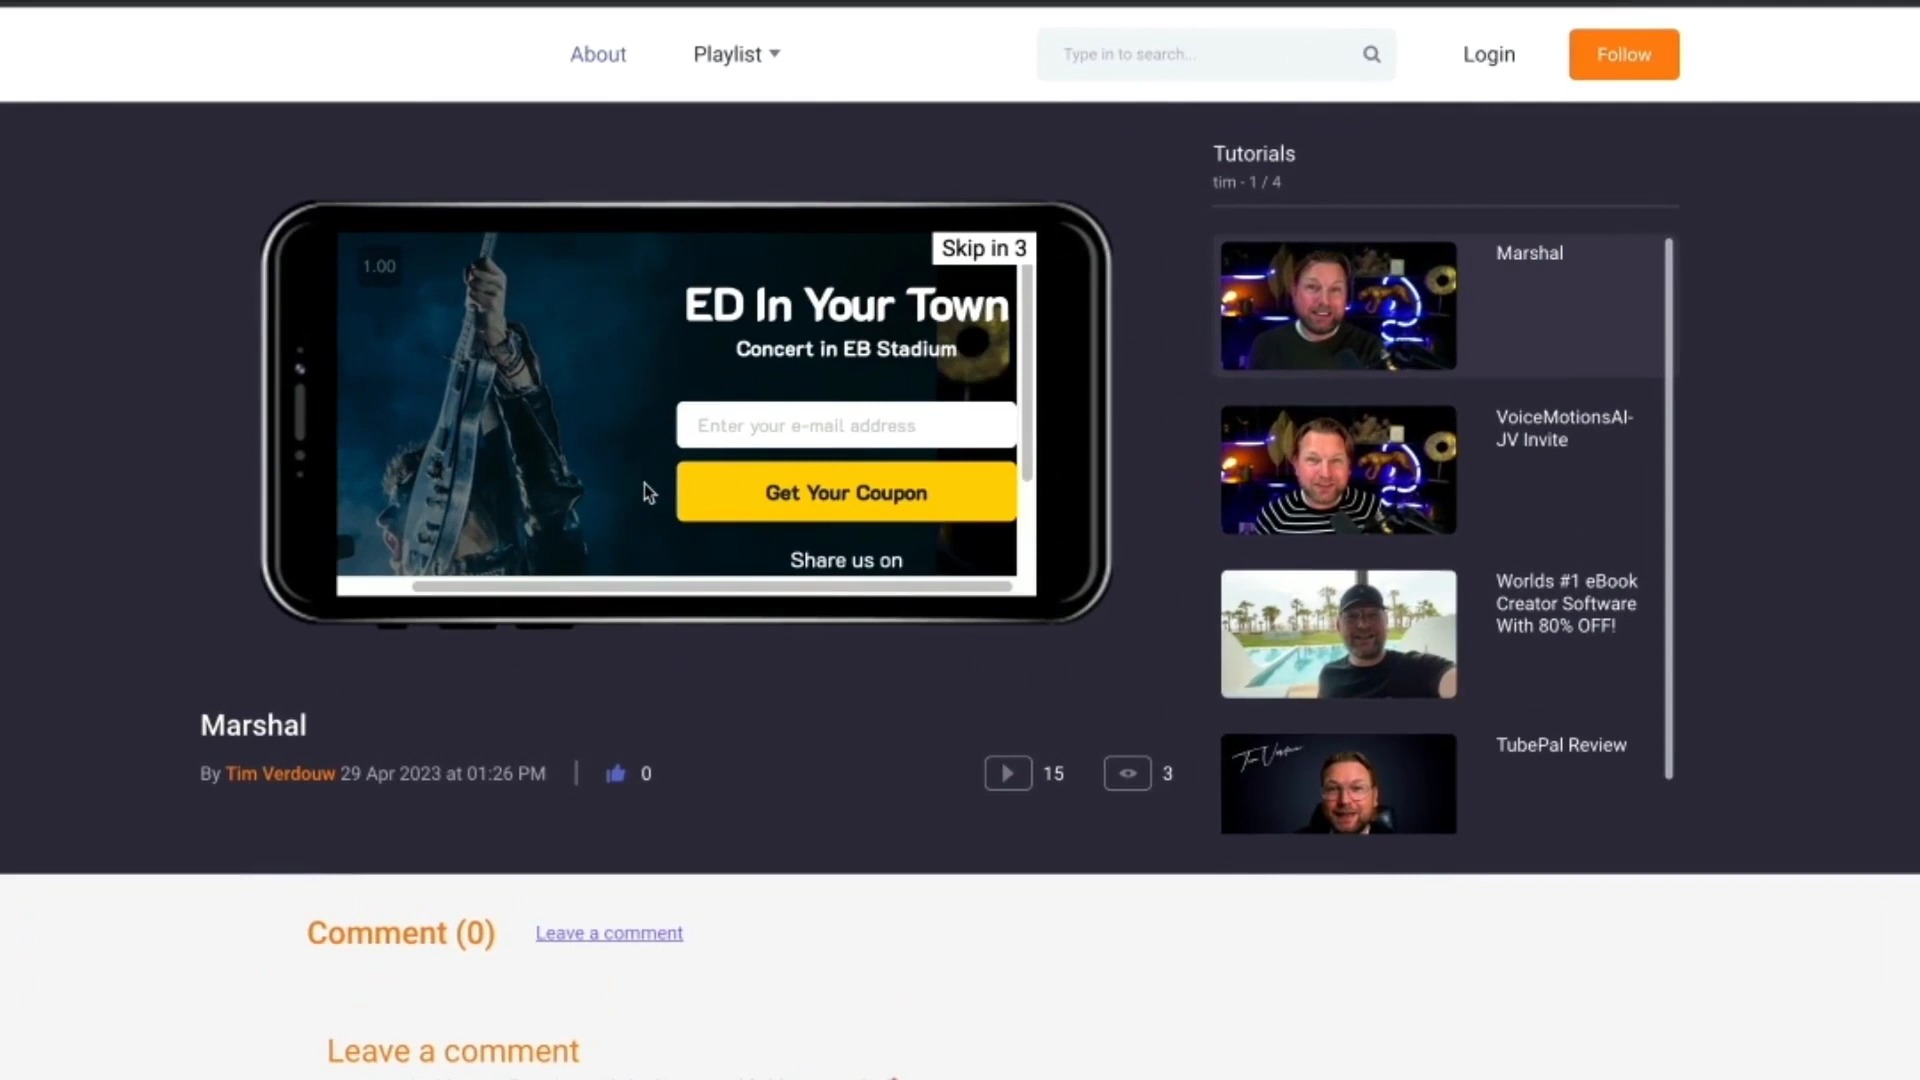 About
Playlist
Type in to search...
Login
Follow
Tutorials
tim - 1 / 4
1.00
Skip in 3
ED In Your Town
Concert in EB Stadium
Enter your e-mail address
Get Your Coupon
Share us on
Marshal
VoiceMotionsAI-
JV Invite
Worlds #1 eBook
Creator Software
With 80% OFF!
Tim Verdouw
TubePal Review
Marshal
By Tim Verdouw 29 Apr 2023 at 01:26 PM
0
15
3
Comment (0)
Leave a comment
Leave a comment